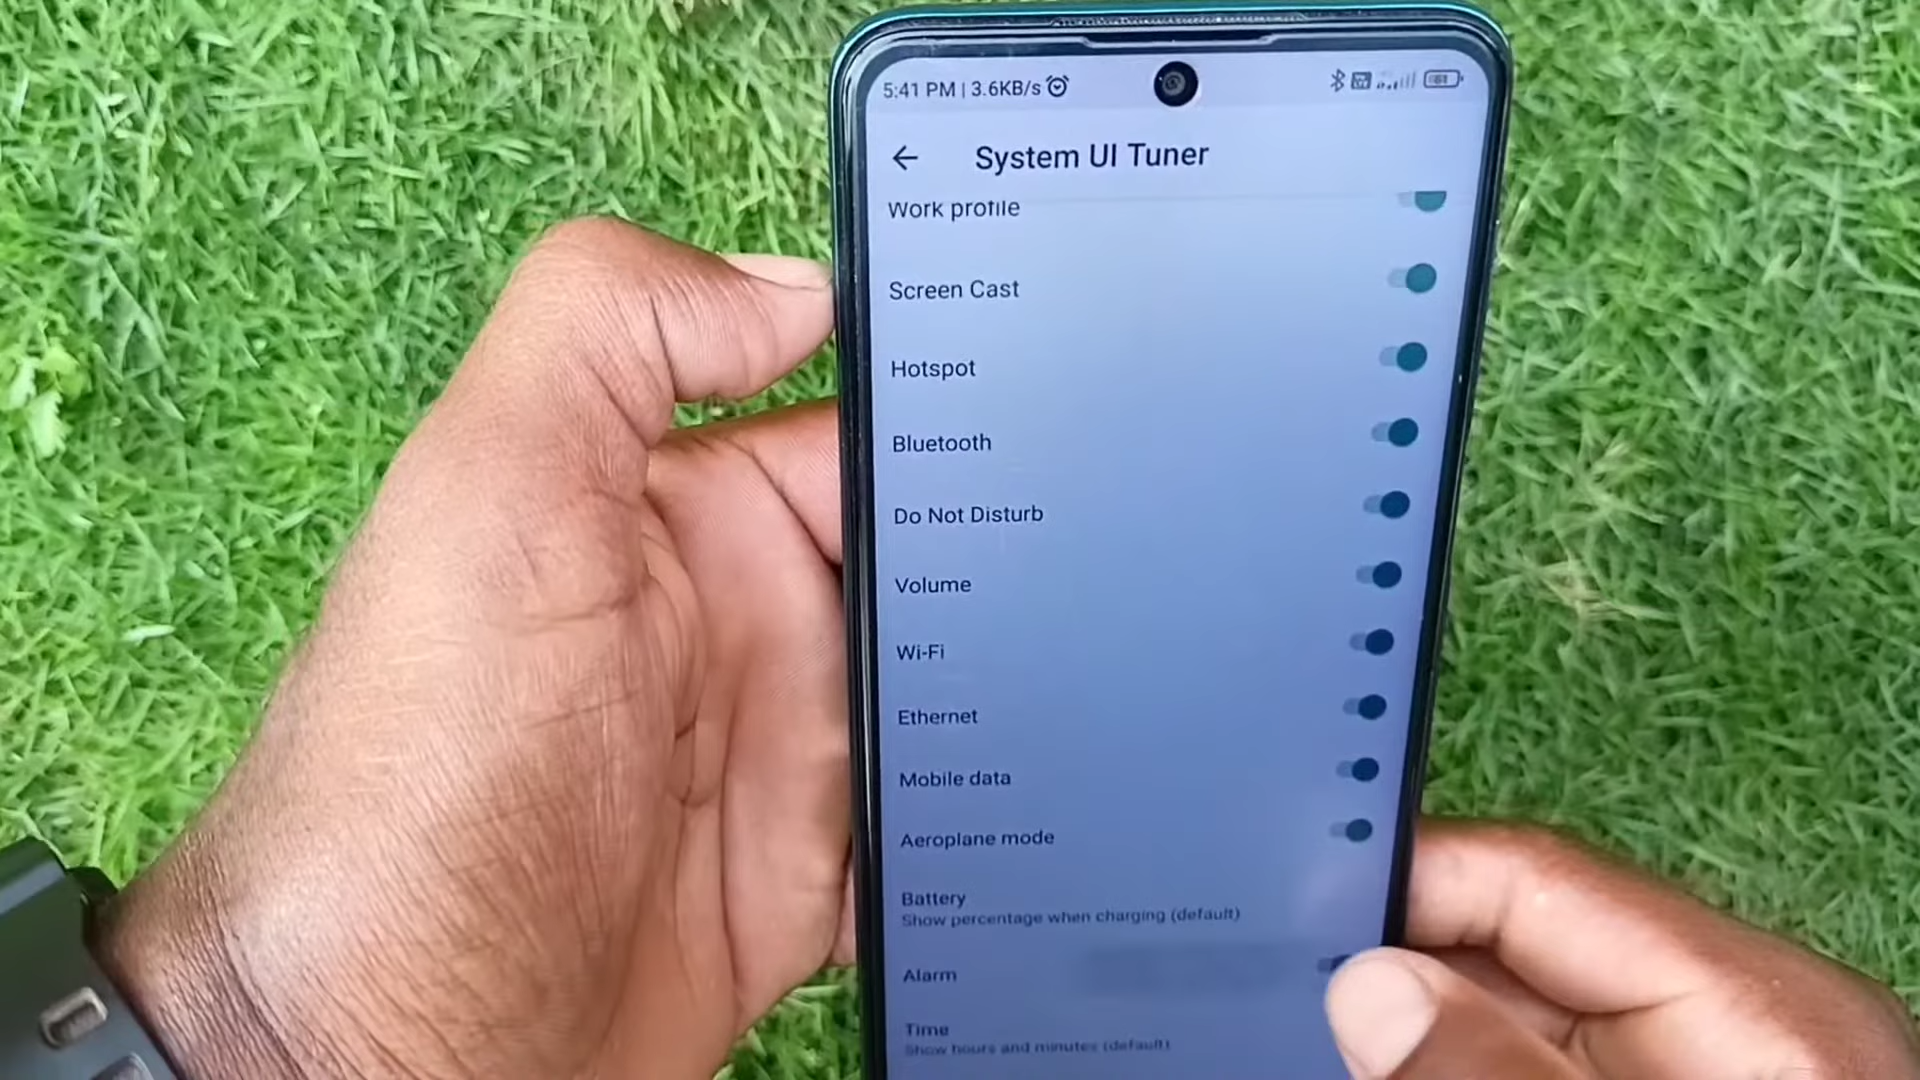 5:41 PM | 3.6KB/s
System UI Tuner
Work profile
Screen Cast
Hotspot
Bluetooth
Do Not Disturb
Volume
Wi-Fi
Ethernet
Mobile data
Aeroplane mode
Battery
Show percentage when charging (default)
Alarm
Time
Show hours and minutes (default)